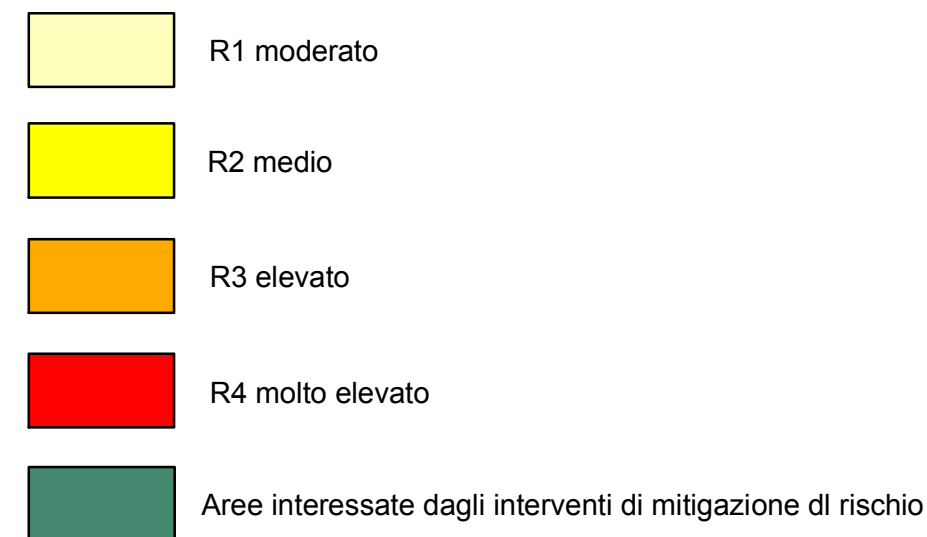 R1 moderato
R2 medio
R3 elevato
R4 molto elevato
Aree interessate dagli interventi di mitigazione dl rischio